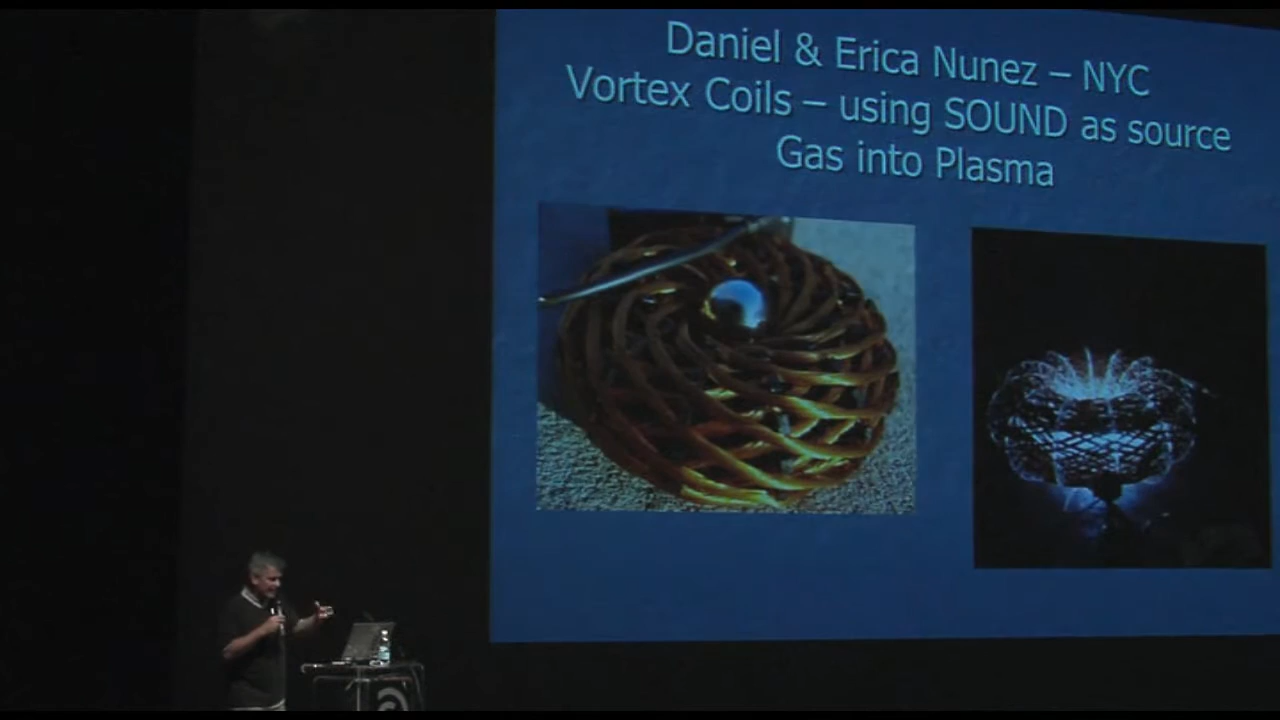 Daniel & Erica Nunez – NYC
Vortex Coils – using SOUND as source
Gas into Plasma